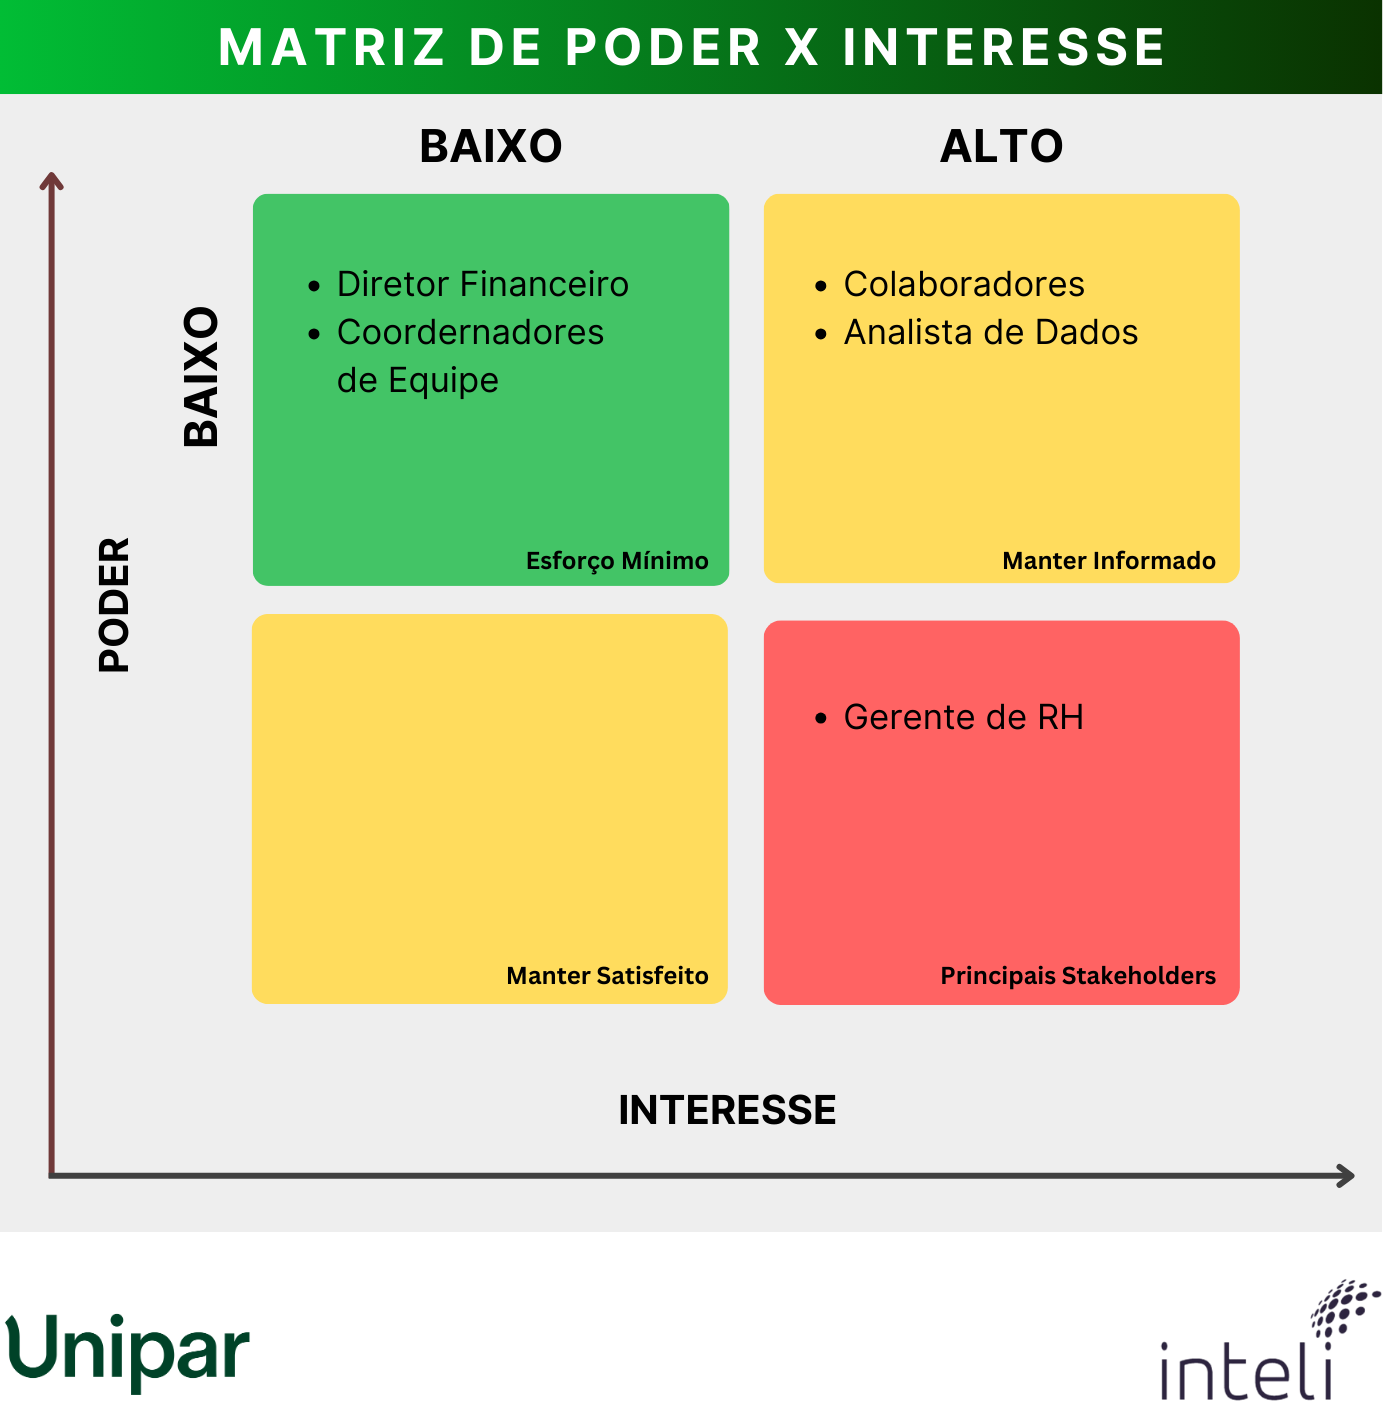 MATRIZ DE PODER X INTERESSE
BAIXO
ALTO
BAIXO
PODER
• Diretor Financeiro
• Coordernadores
de Equipe
Esforço Mínimo
• Colaboradores
• Analista de Dados
Manter Informado
Manter Satisfeito
• Gerente de RH
Principais Stakeholders
INTERESSE
Unipar
inteli